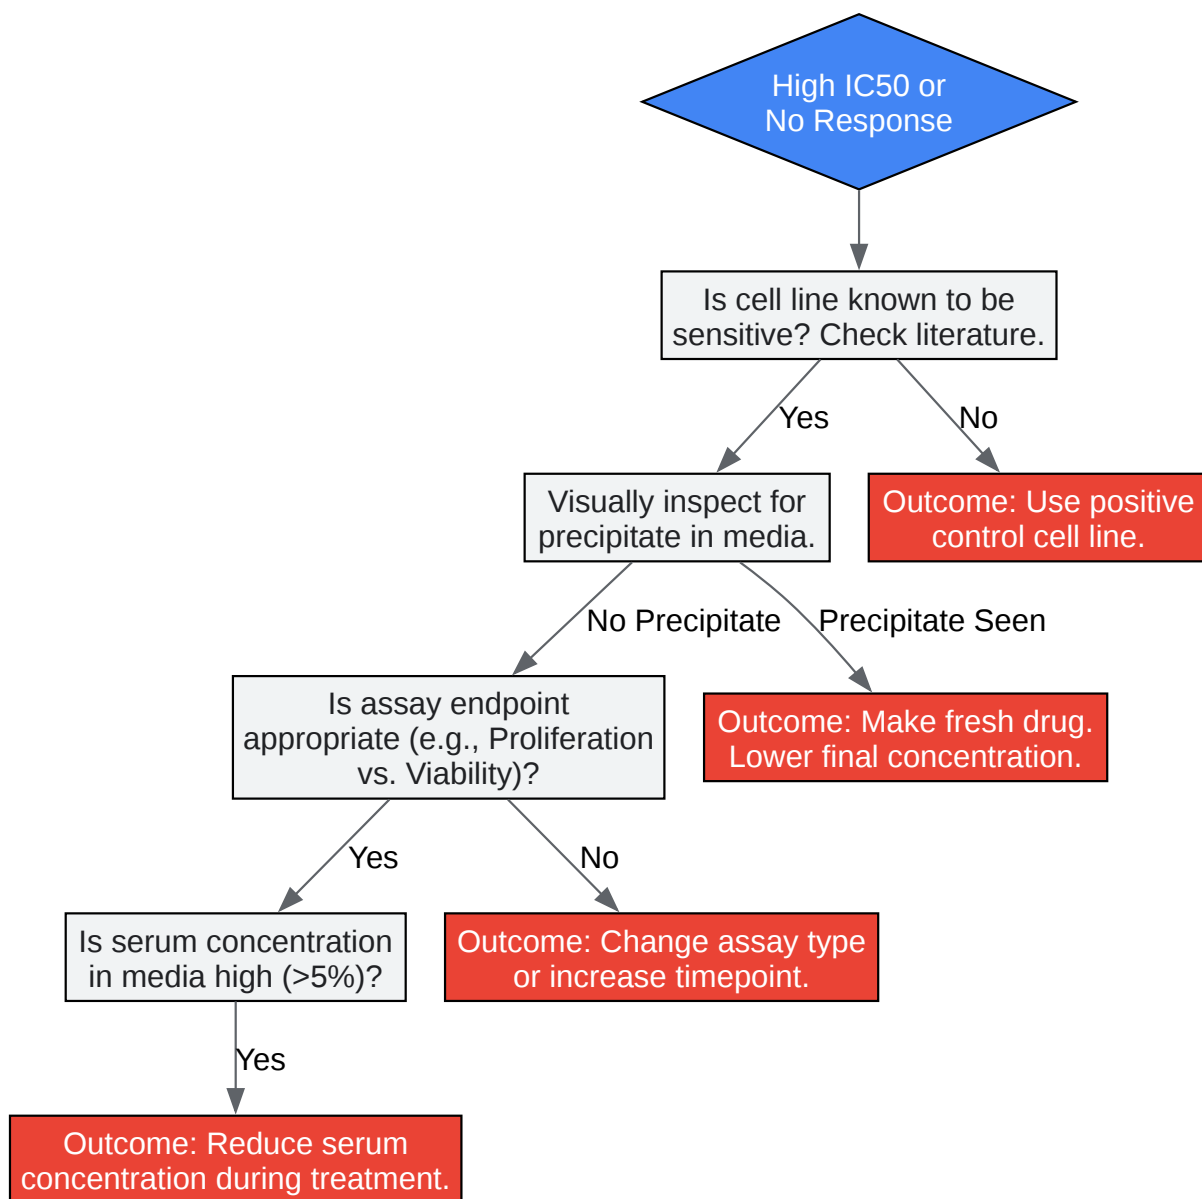 High IC50 or
No Response
Is cell line known to be
sensitive? Check literature.
Yes
No
Visually inspect for
precipitate in media.
Outcome: Use positive
control cell line.
No Precipitate
Precipitate Seen
Is assay endpoint
appropriate (e.g., Proliferation
vs. Viability)?
Outcome: Make fresh drug.
Lower final concentration.
Yes
No
Is serum concentration
in media high (>5%)?
Outcome: Change assay type
or increase timepoint.
Yes
Outcome: Reduce serum
concentration during treatment.